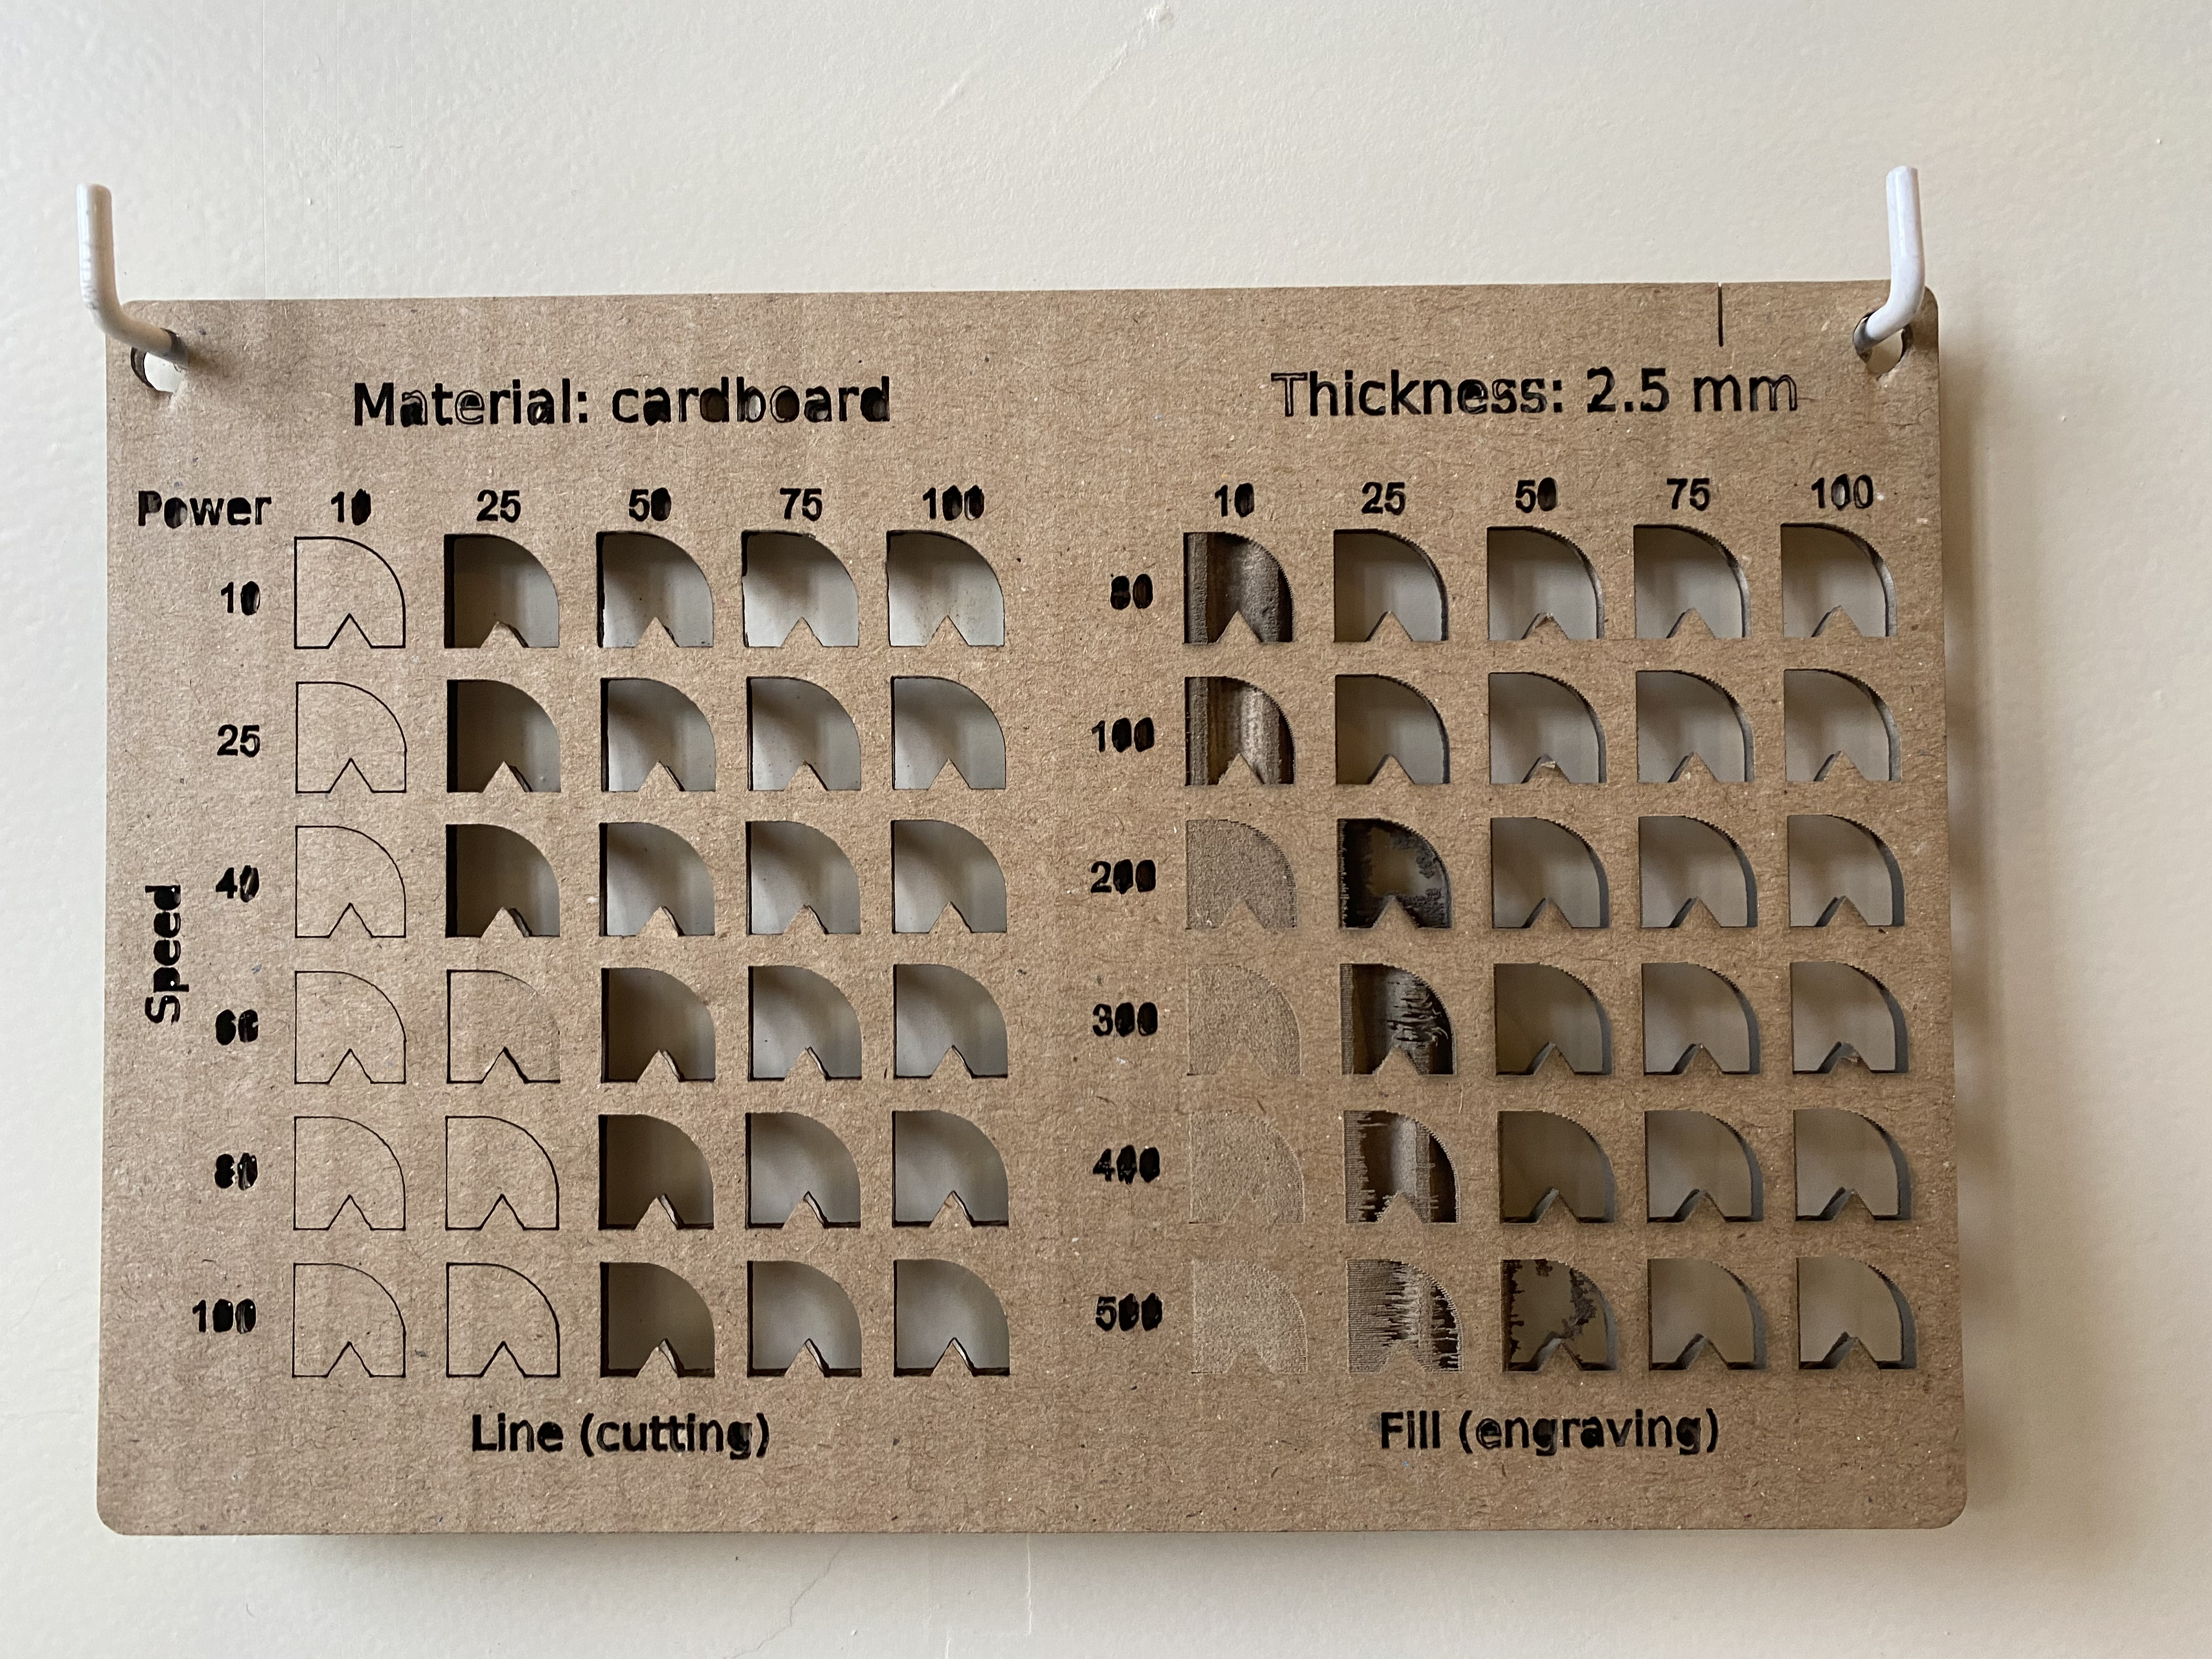 Material: cardboard
Thickness: 2.5 mm
Power 10 25 50 75 100
10 25 50 75 100
Speed
10
25
40
60
80
100
80
100
200
300
400
500
Line (cutting)
Fill (engraving)